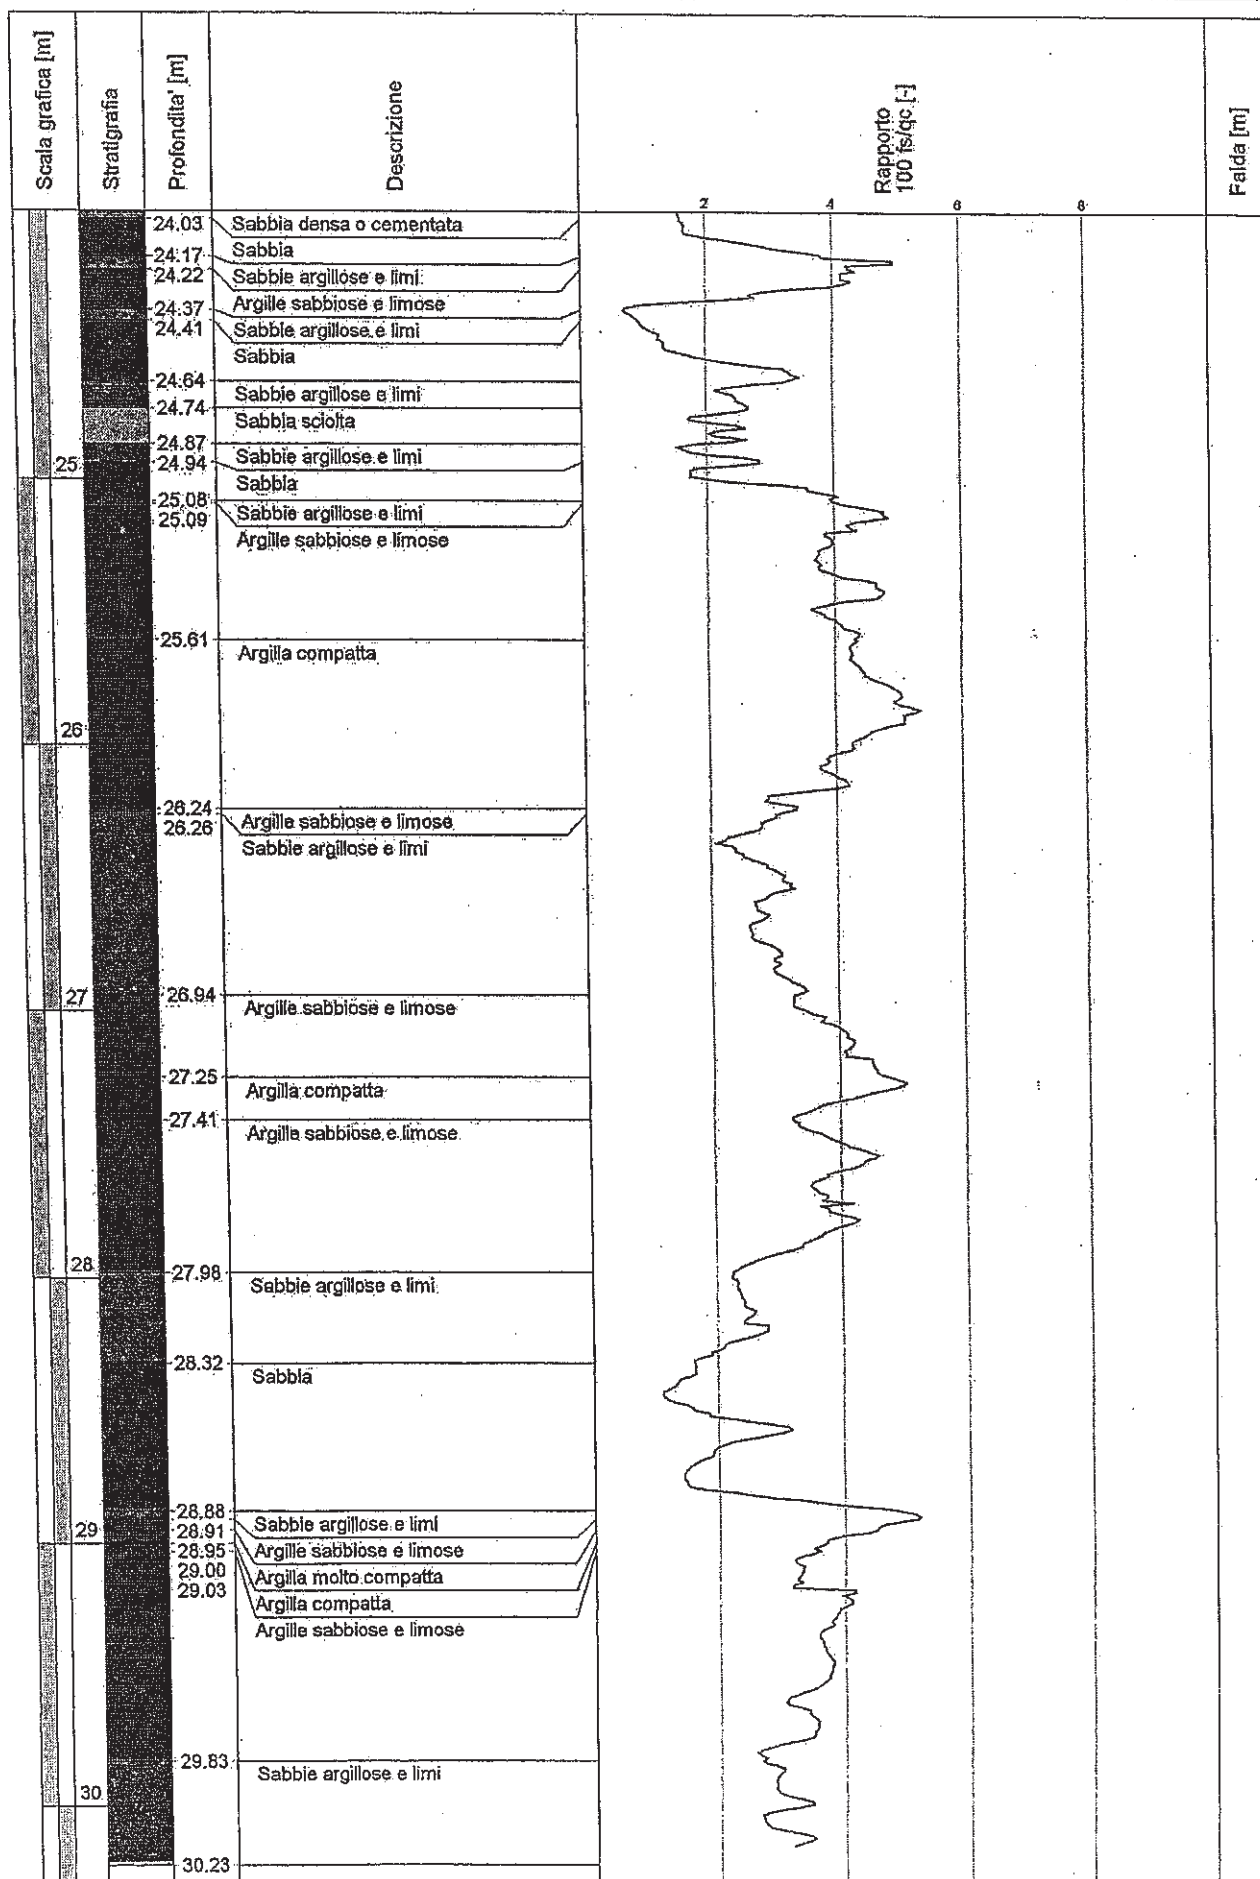 Scala grafica [m]
Stratigrafia
Profondita' [m]
Descrizione
Rapporto
100 fs/qc [-]
Falda [m]
2 4 6 8
24.03 Sabbia densa o cementata
Sabbia
24.17
24.22 Sabbie argillose e limi
24.37 Argille sabbiose e limose
24.41 Sabbie argillose e limi
Sabbia
24.64
Sabbie argillose e limi
24.74
Sabbia sciolta
24.87
Sabbie argillose e limi
25 24.94
Sabbia
25.08
25.09 Sabbie argillose e limi
Argille sabbiose e limose
25.61
Argilla compatta
26
26.24
26.26 Argille sabbiose e limose
Sabbie argillose e limi
27 26.94
Argille sabbiose e limose
27.25
Argilla compatta
27.41
Argille sabbiose e limose
28 27.98
Sabbie argillose e limi
28.32
Sabbia
28.88
Sabbie argillose e limi
29 28.91
28.95 Argille sabbiose e limose
29.00 Argilla molto compatta
29.03
Argilla compatta
Argille sabbiose e limose
29.83
Sabbie argillose e limi
30
30.23